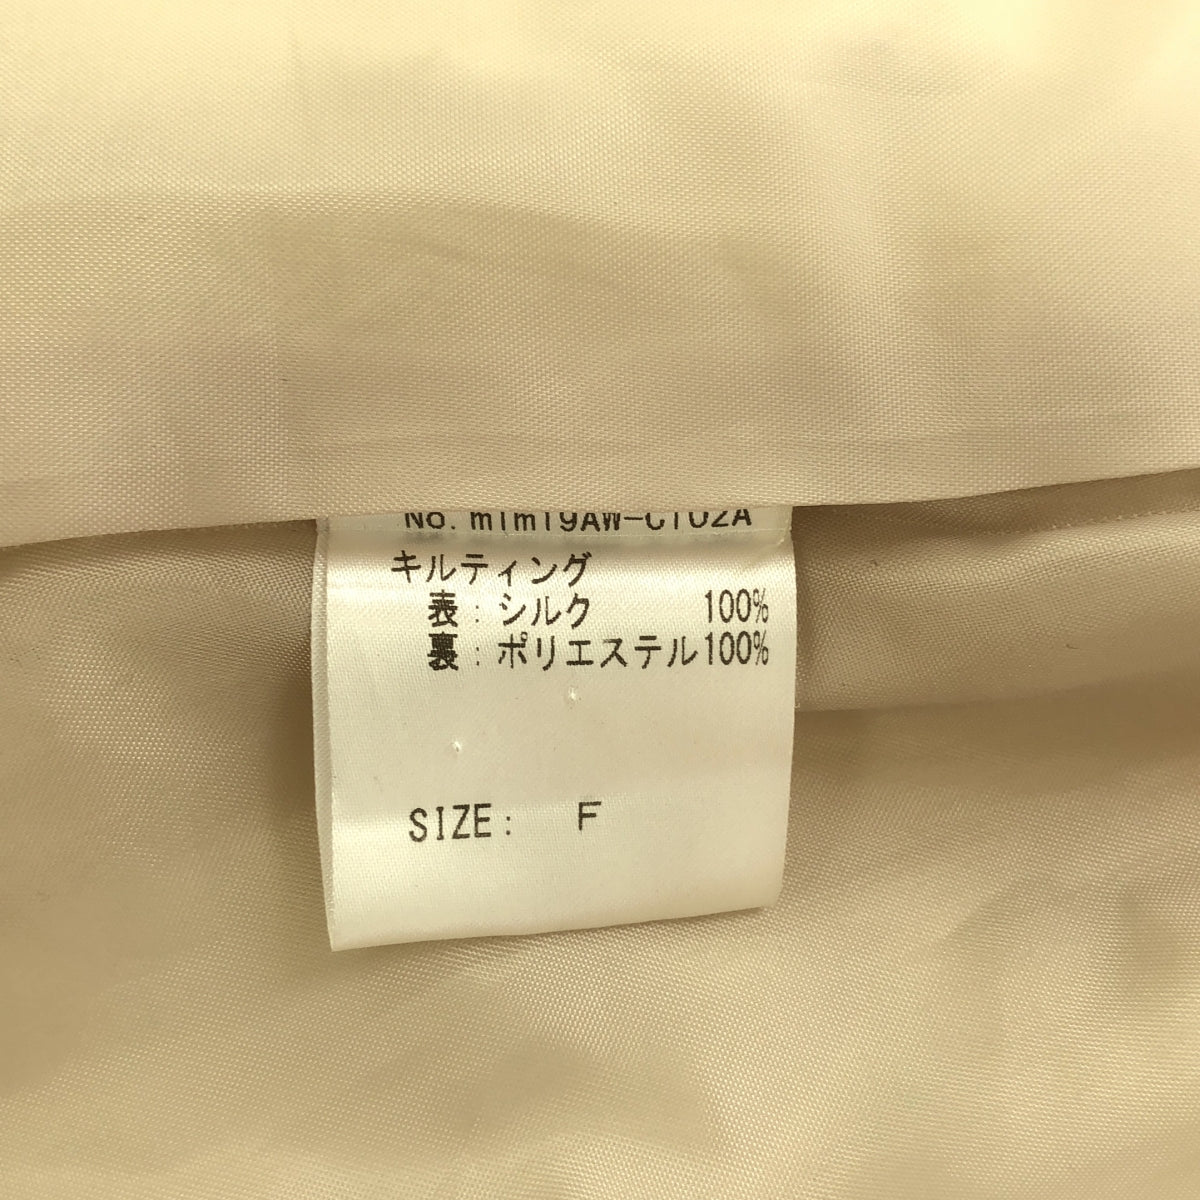 No. mim19AW-C102A
キルティング
表：シルク 100%
裏：ポリエステル100%
SIZE: F